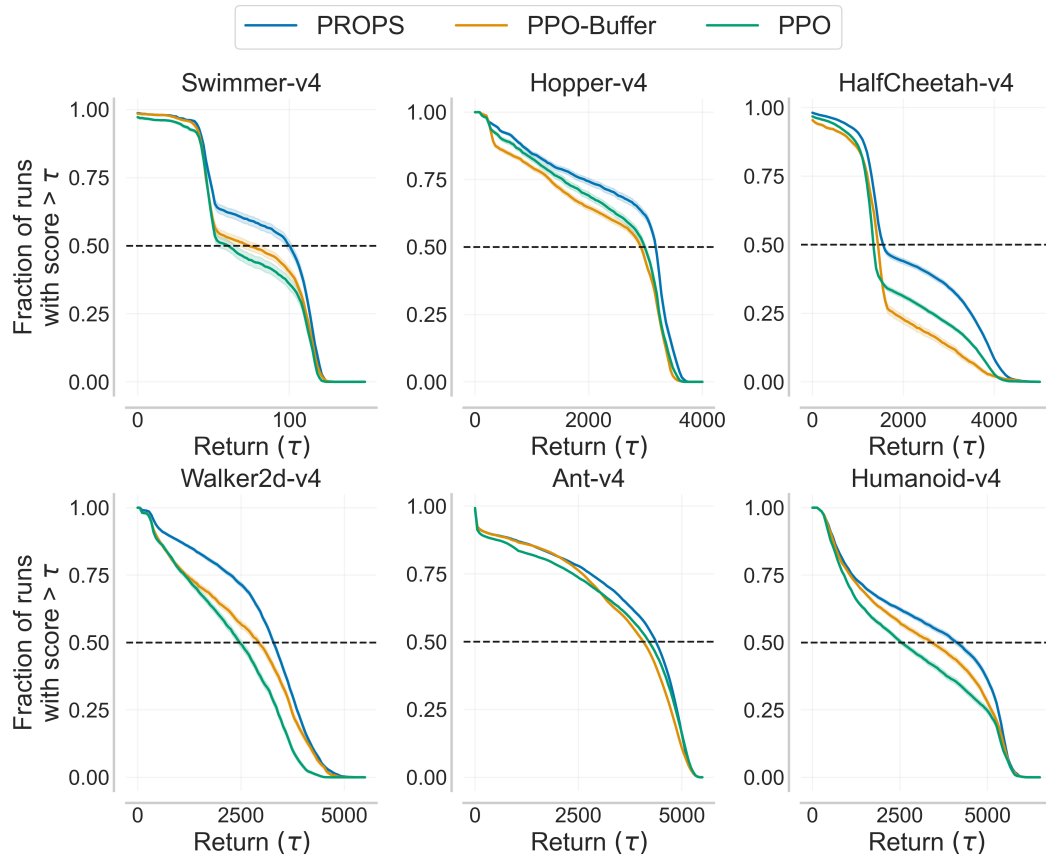 PROPS PPO-Buffer PPO
Swimmer-v4 Hopper-v4 HalfCheetah-v4
Fraction of runs
with score > τ
1.00 1.00 1.00
0.75 0.75 0.75
0.50 0.50 0.50
0.25 0.25 0.25
0.00 0.00 0.00
0 100 0 2000 4000 0 2000 4000
Return (τ) Return (τ) Return (τ)
Walker2d-v4 Ant-v4 Humanoid-v4
Fraction of runs
with score > τ
1.00 1.00 1.00
0.75 0.75 0.75
0.50 0.50 0.50
0.25 0.25 0.25
0.00 0.00 0.00
0 2500 5000 0 2500 5000 0 2500 5000
Return (τ) Return (τ) Return (τ)